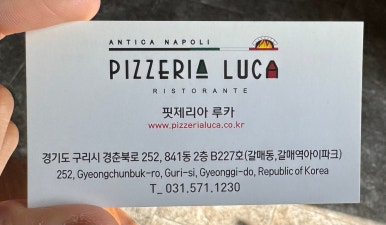 ANTICA NAPOLI
PIZZERIA LUCA
RISTORANTE
핏제리아 루카
www.pizzerialuca.co.kr
경기도 구리시 경춘북로 252, 841동 2층 B227호(갈매동,갈매역아이파크)
252, Gyeongchunbuk-ro, Guri-si, Gyeonggi-do, Republic of Korea
T_ 031.571.1230